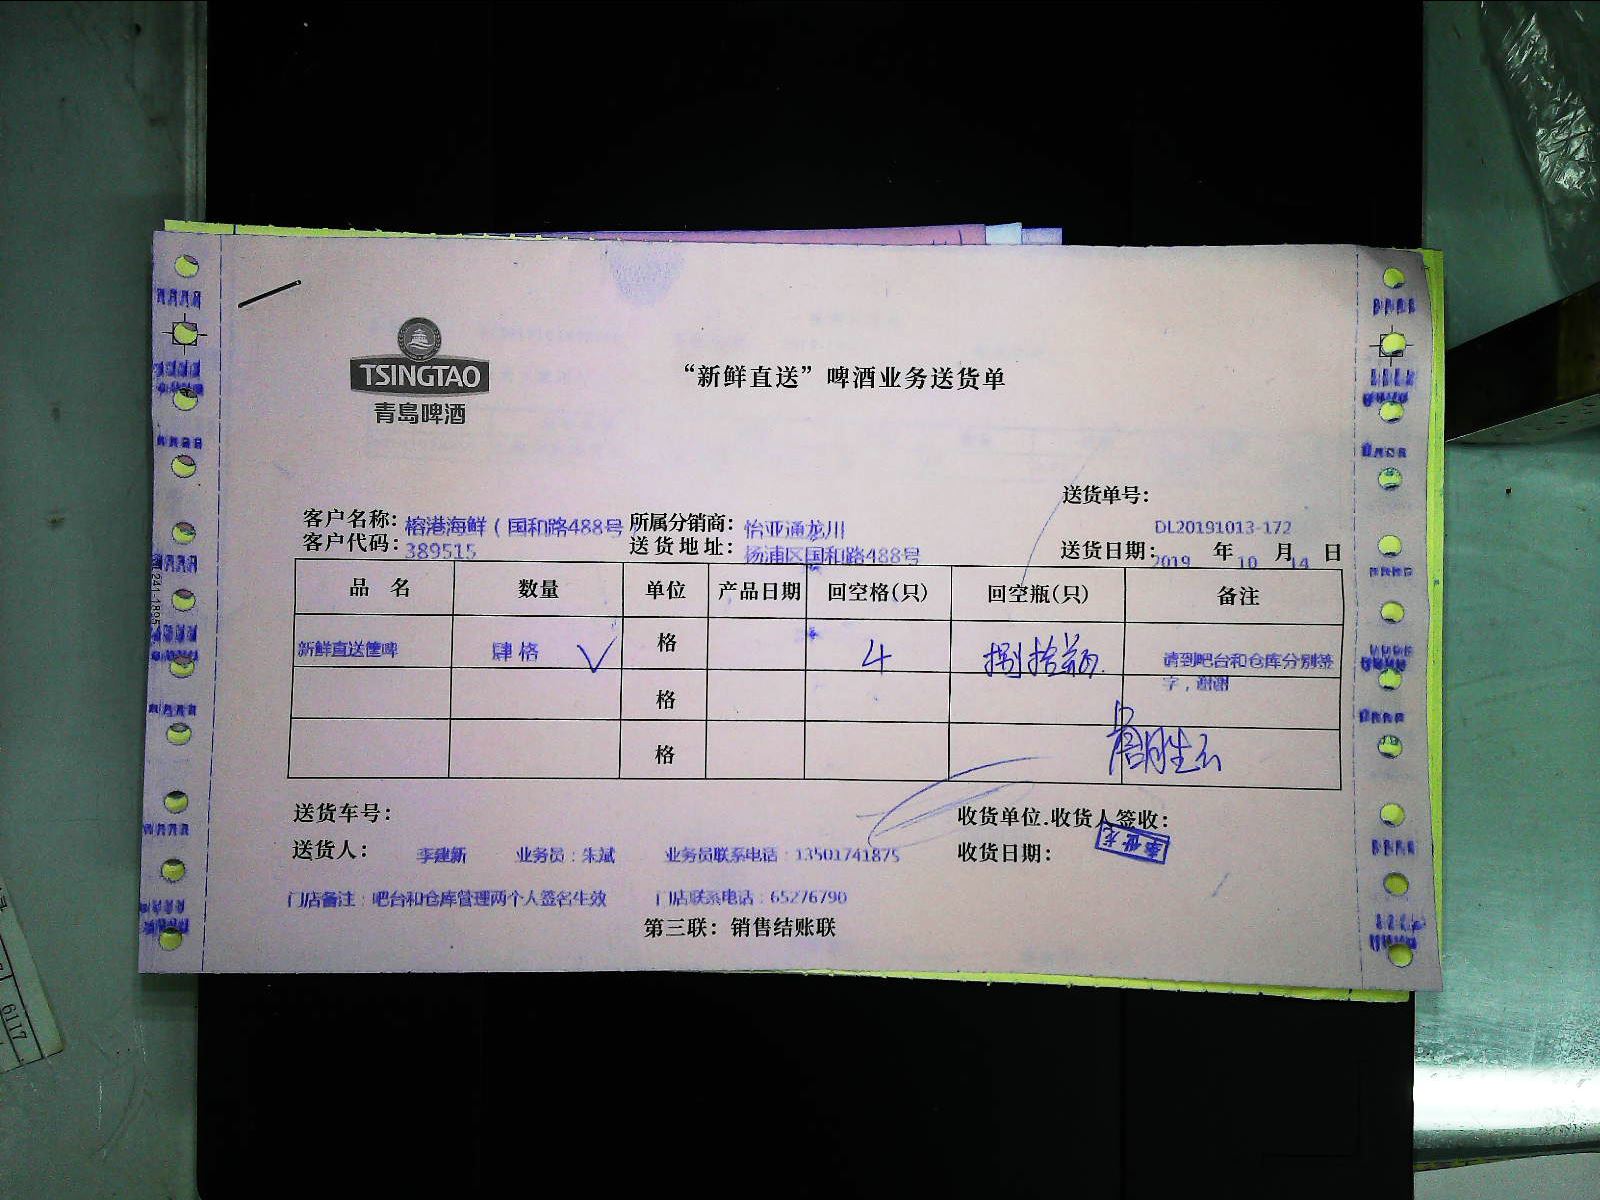 TSINGTAO
青島啤酒
“新鲜直送”啤酒业务送货单
送货单号:
DL20191013-172
客户名称: 榕港海鲜（国和路488号 所属分销商: 怡亚通龙川
客户代码: 389515 送货地址: 杨浦区国和路488号 送货日期: 2019 年 10 月 14 日
品名 数量 单位 产品日期 回空格(只) 回空瓶(只) 备注
新鲜直送筐啤 肆格 √ 格 4 捌拾 请到吧台和仓库分别签字，谢谢
格
格
送货车号: 收货单位.收货人签收:
送货人: 李建新 业务员：朱斌 业务员联系电话：13501741875 收货日期:
门店备注：吧台和仓库管理两个人签名生效 门店联系电话：65276790
第三联：销售结账联
6117